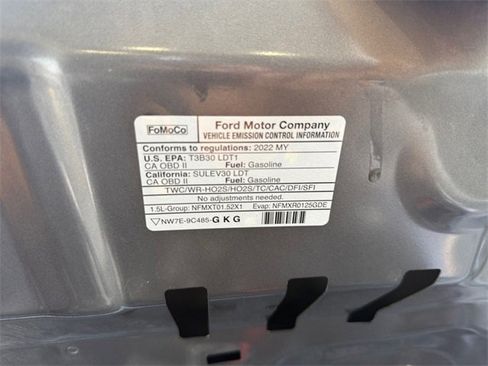 FoMoCo
Ford Motor Company
VEHICLE EMISSION CONTROL INFORMATION
Conforms to regulations: 2022 MY
U.S. EPA: T3B30 LDT1
CA OBD II Fuel: Gasoline
California: SULEV30 LDT
CA OBD II Fuel: Gasoline
TWC/WR-HO2S/HO2S/TC/CAC/DFI/SFI
No adjustments needed.
1.5L-Group: NFMXT01.52X1 Evap: NFMXR0125GDE
NW7E-9C485-GKG